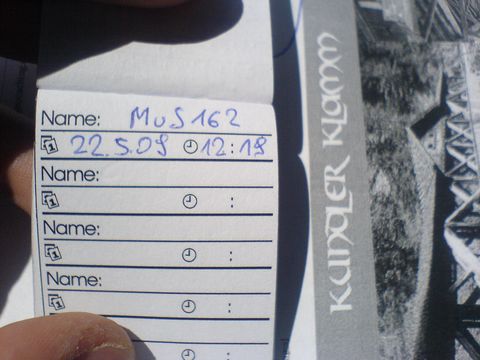 Name: MuS162
22.5.09 12:19
Name:
:
Name:
:
Name:
:
:
KUNDLER KLAMM